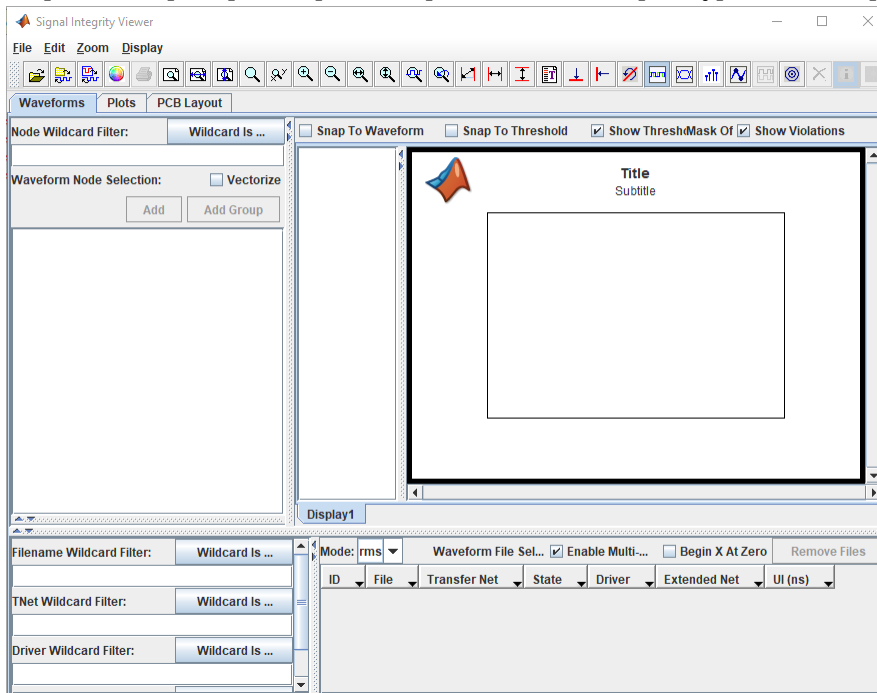 Signal Integrity Viewer
File Edit Zoom Display
Waveforms Plots PCB Layout
Node Wildcard Filter: Wildcard Is ...
Snap To Waveform Snap To Threshold Show Thresh Mask Of Show Violations
Waveform Node Selection: Vectorize
Add Add Group
Title
Subtitle
Display1
Filename Wildcard Filter: Wildcard Is ...
Mode: rms Waveform File Sel... Enable Multi-... Begin X At Zero Remove Files
ID File Transfer Net State Driver Extended Net UI (ns)
TNet Wildcard Filter: Wildcard Is ...
Driver Wildcard Filter: Wildcard Is ...